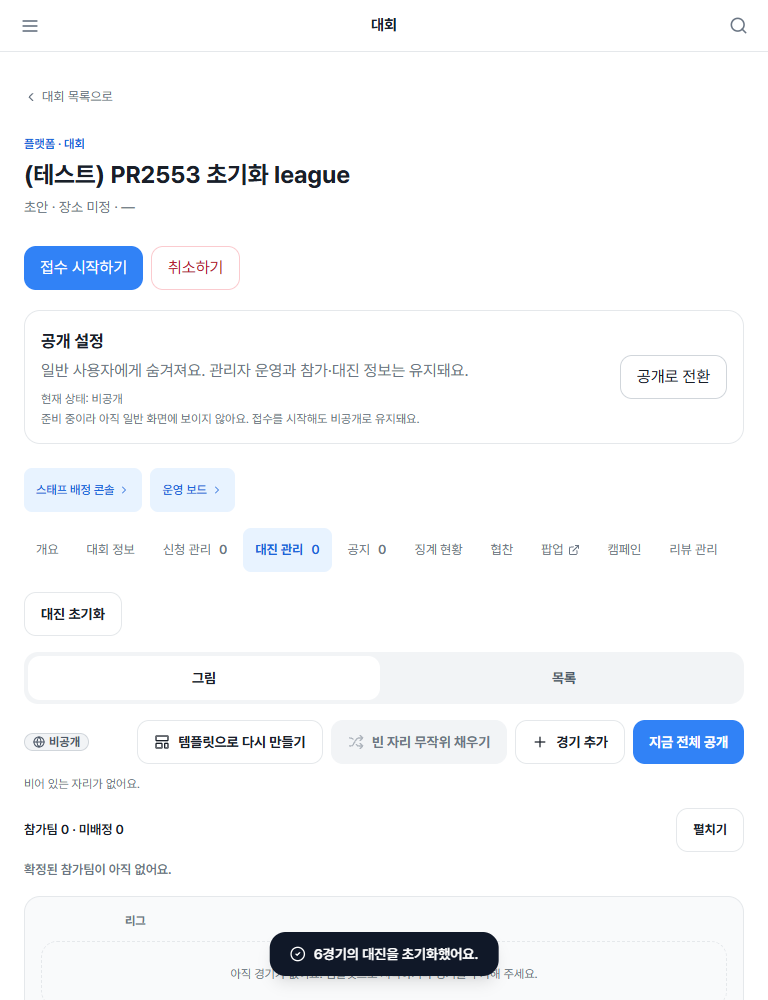 대회
대회 목록으로
플랫폼 · 대회
(테스트) PR2553 초기화 league
초안 · 장소 미정 · —
접수 시작하기
취소하기
공개 설정
일반 사용자에게 숨겨져요. 관리자 운영과 참가·대진 정보는 유지돼요.
현재 상태: 비공개
준비 중이라 아직 일반 화면에 보이지 않아요. 접수를 시작해도 비공개로 유지돼요.
공개로 전환
스태프 배정 콘솔
운영 보드
개요 대회 정보 신청 관리 0 대진 관리 0 공지 0 징계 현황 협찬 팝업 캠페인 리뷰 관리
대진 초기화
그림 목록
비공개 템플릿으로 다시 만들기 빈 자리 무작위 채우기 경기 추가 지금 전체 공개
비어 있는 자리가 없어요.
참가팀 0 · 미배정 0
펼치기
확정된 참가팀이 아직 없어요.
리그
6경기의 대진을 초기화했어요.
아직 경기가 주세요.